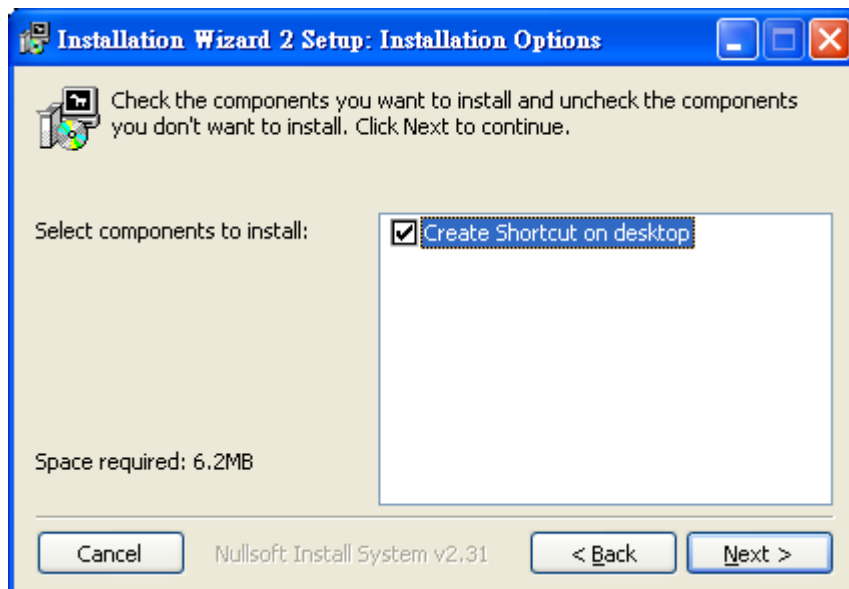 Installation Wizard 2 Setup: Installation Options
Check the components you want to install and uncheck the components
you don't want to install. Click Next to continue.
Select components to install:
Create Shortcut on desktop
Space required: 6.2MB
Cancel
Nullsoft Install System v2.31
< Back
Next >